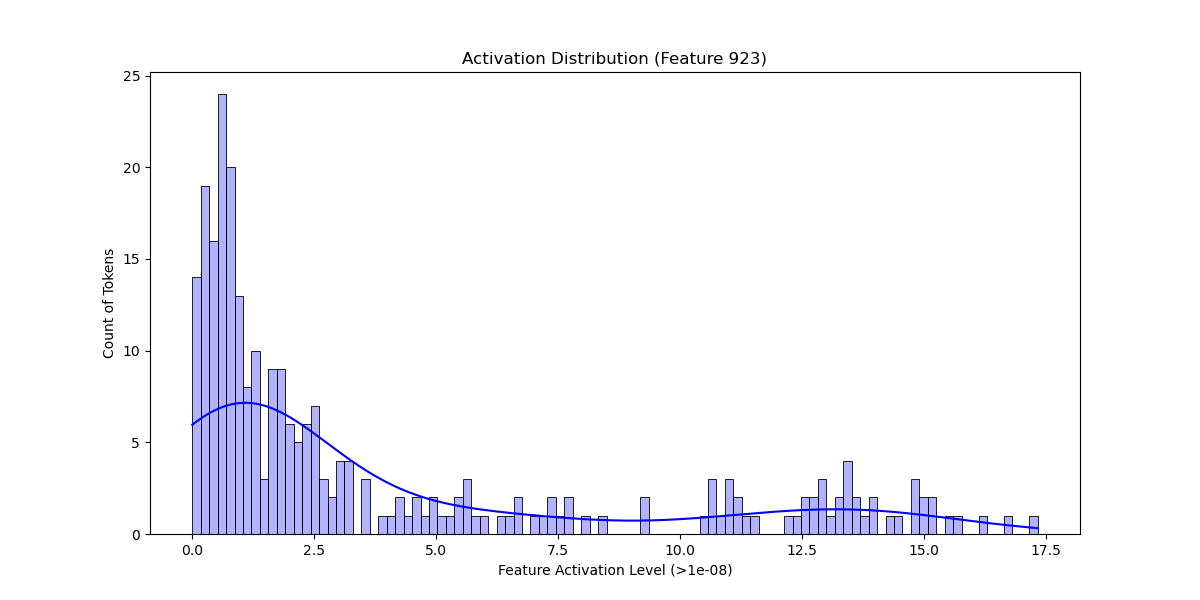 Activation Distribution (Feature 923)
25
20
15
10
5
0
Count of Tokens
0.0 2.5 5.0 7.5 10.0 12.5 15.0 17.5
Feature Activation Level (>1e-08)